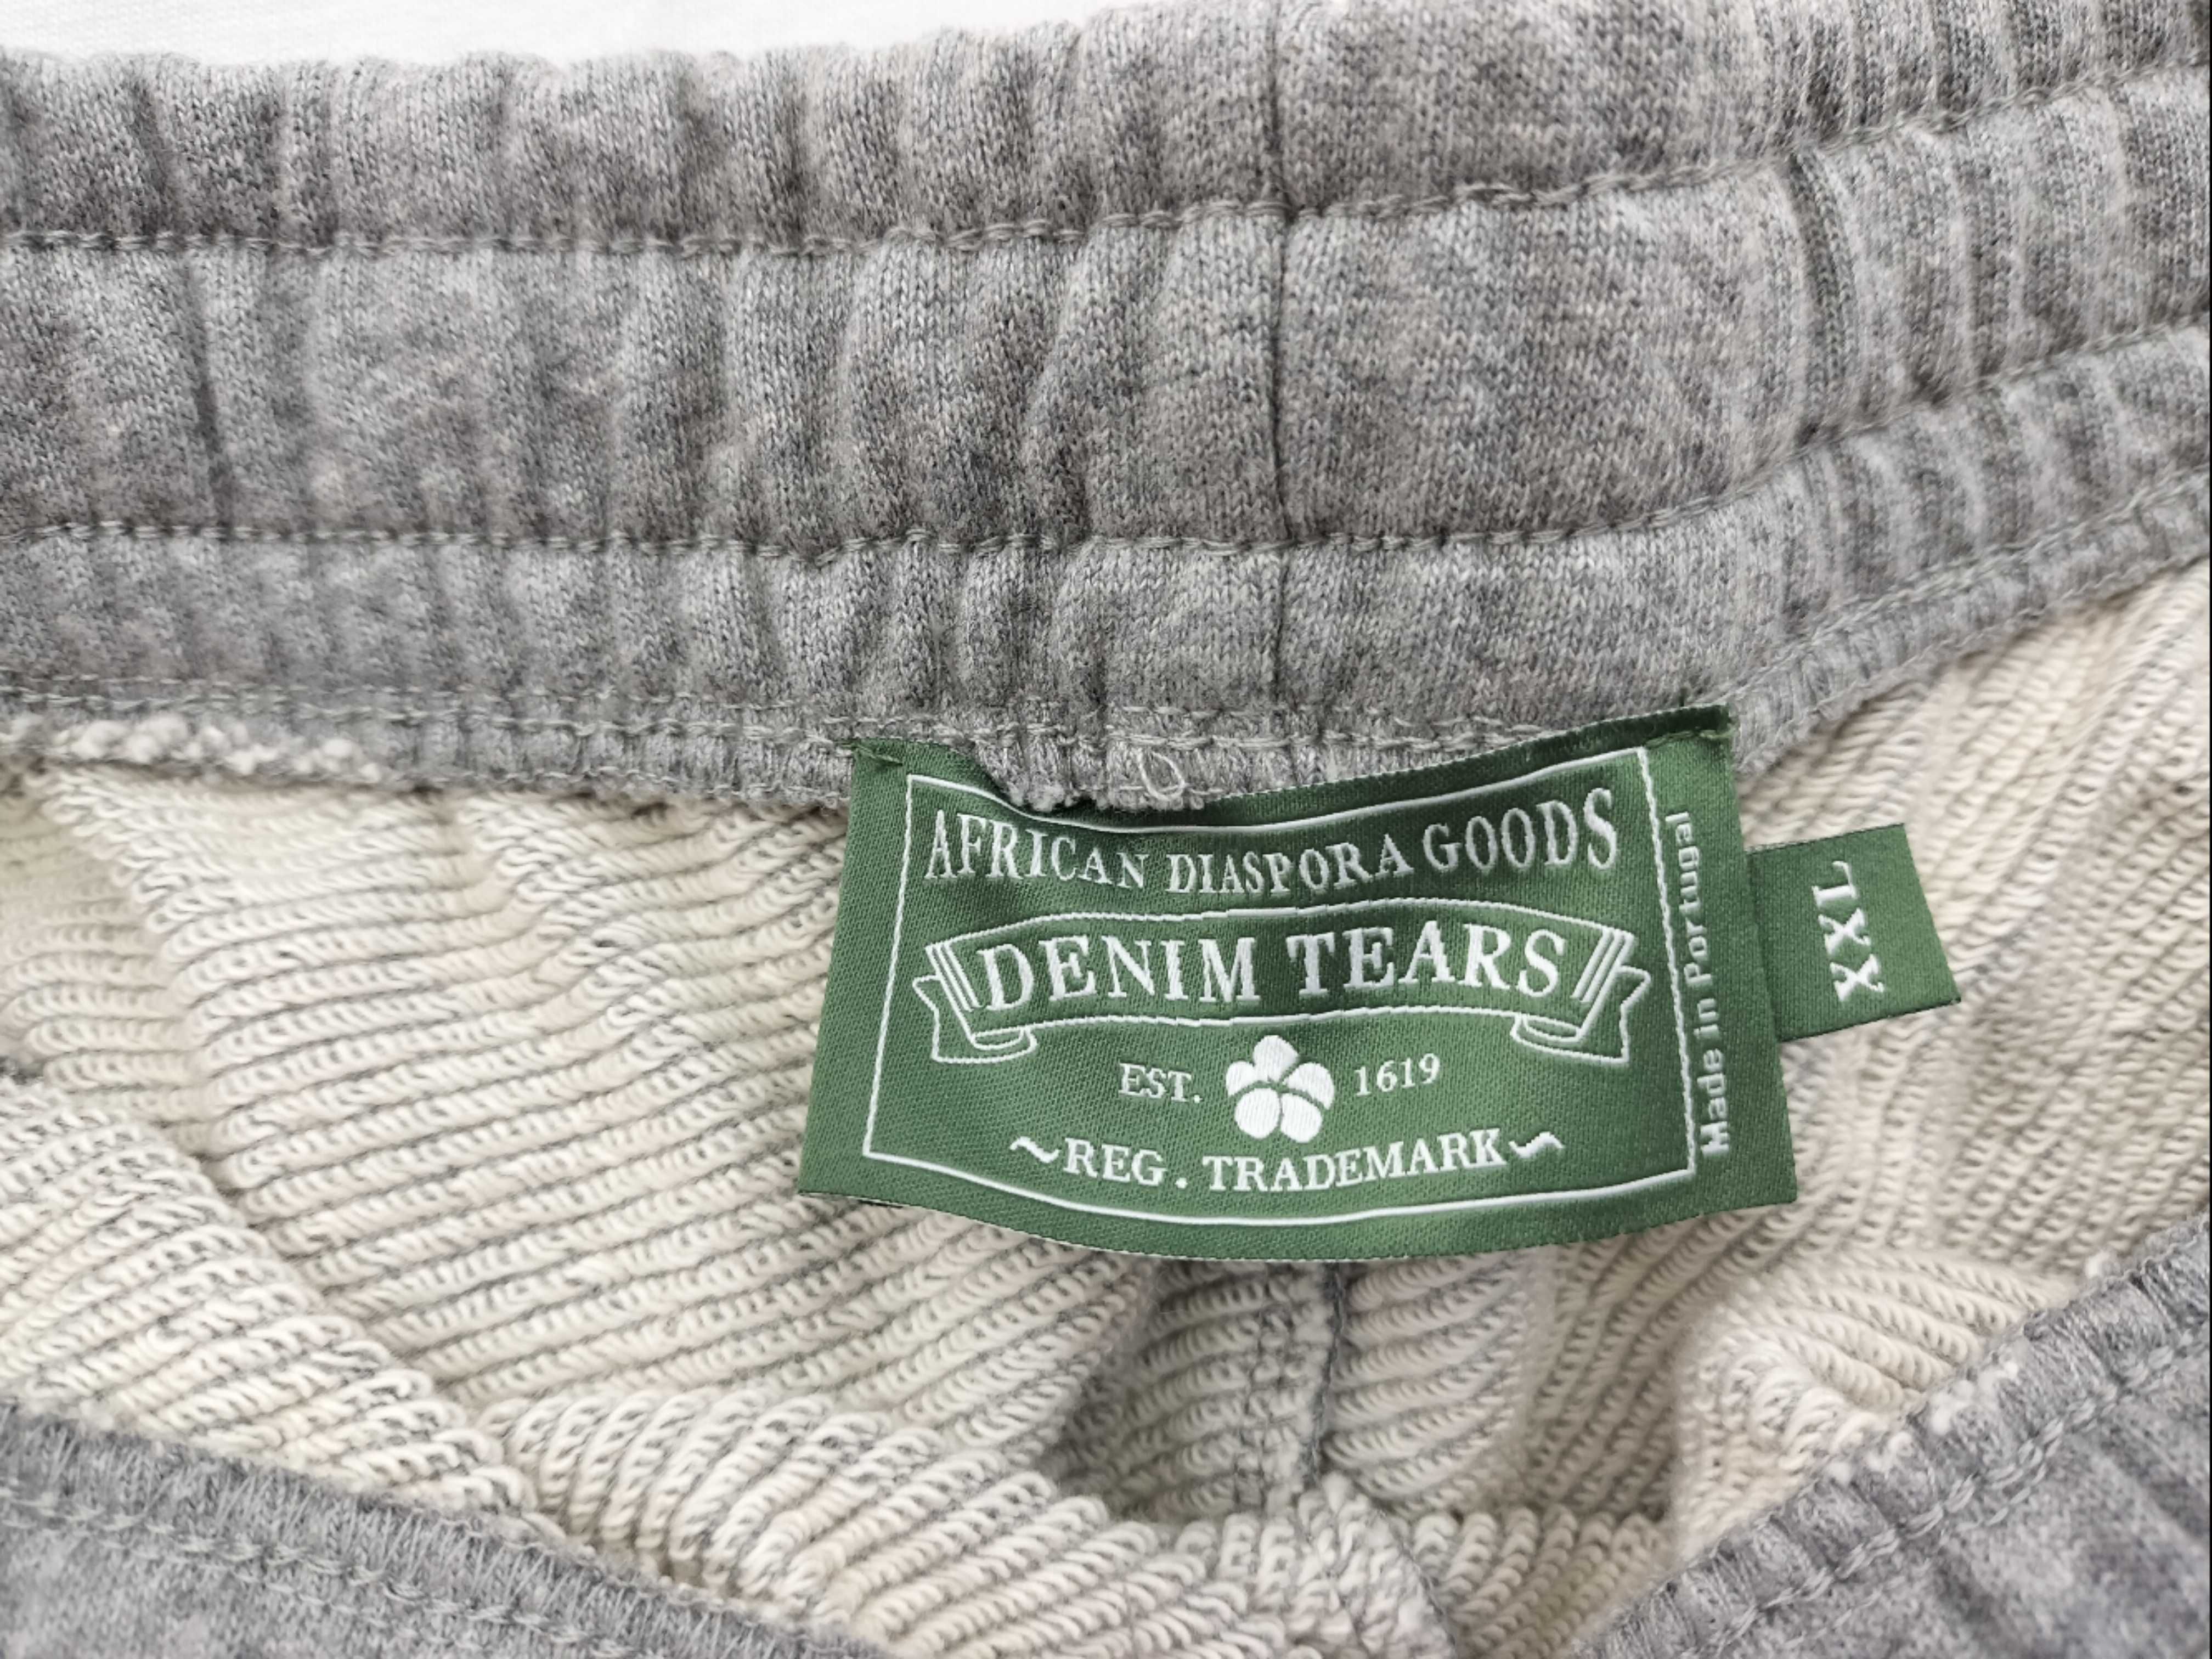 AFRICAN DIASPORA GOODS
DENIM TEARS
EST. 1619
~REG. TRADEMARK~
Made in Portugal
XXL